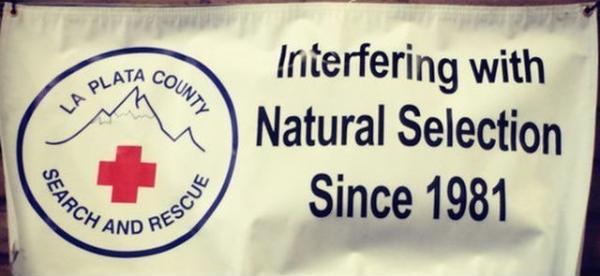 LA PLATA COUNTY
SEARCH AND RESCUE
Interfering with
Natural Selection
Since 1981